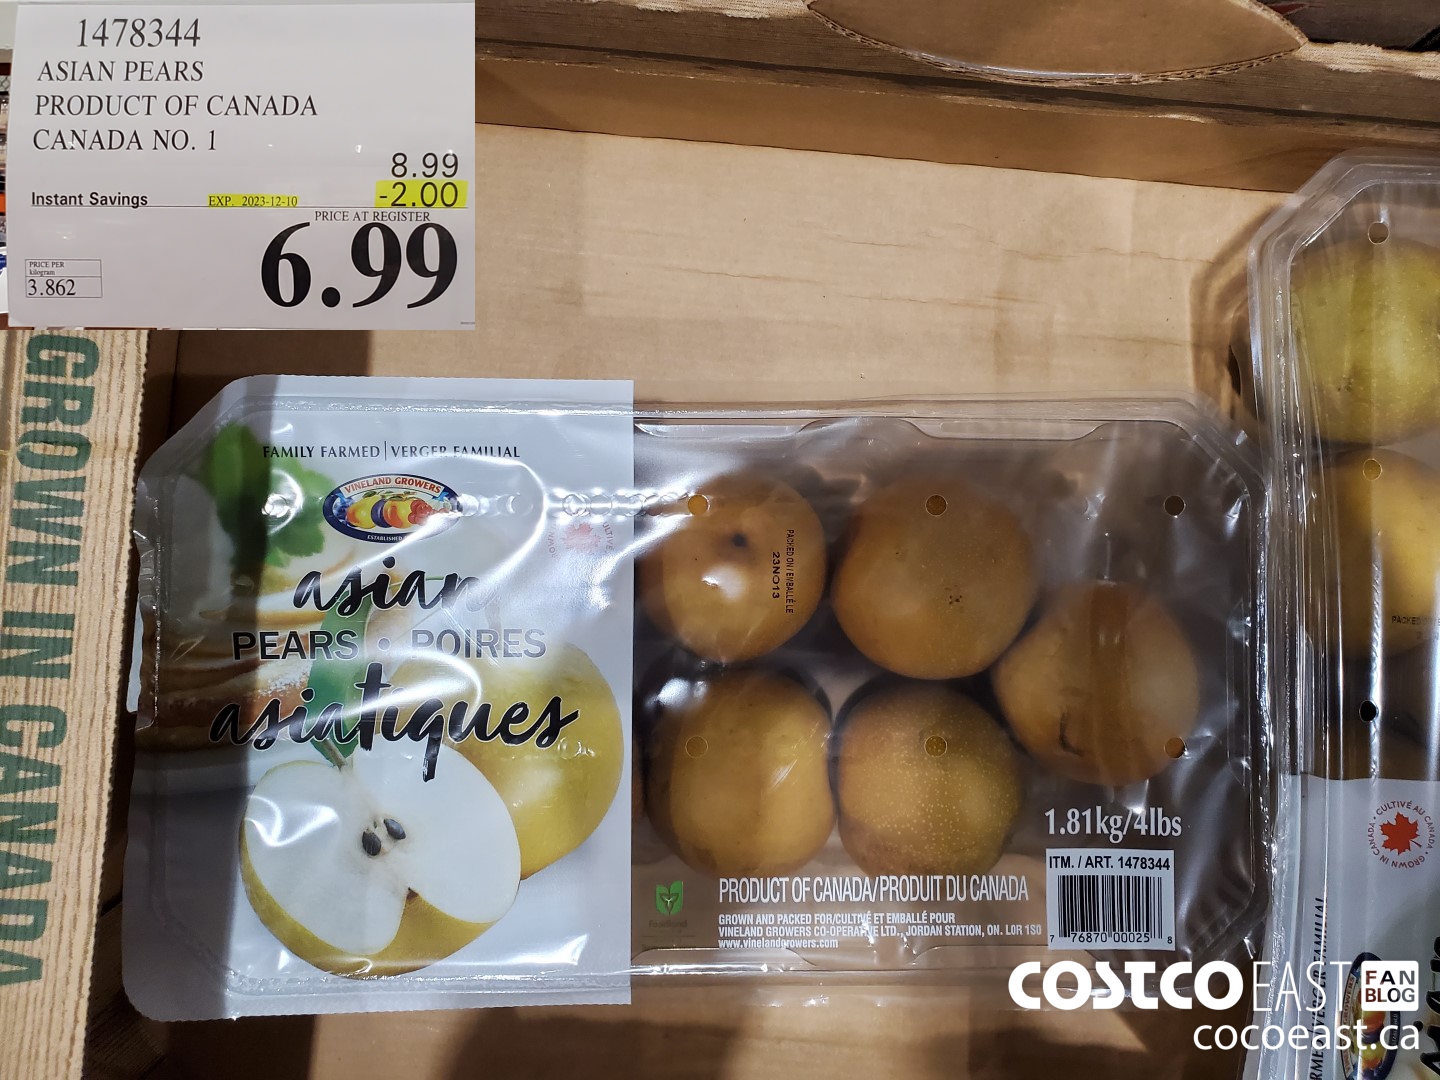 1478344
ASIAN PEARS
PRODUCT OF CANADA
CANADA NO. 1
8.99
Instant Savings EXP. 2023-12-10 -2.00
PRICE AT REGISTER
6.99
PRICE PER
kilogram
3.862
GROWN IN CANADA
FAMILY FARMED | VERGER FAMILIAL
VINELAND GROWERS
ESTABLISHED
asian
PEARS • POIRES
asiatiques
PACKED ON / EMBALLÉ LE
23NO13
1.81kg/4lbs
ITM. / ART. 1478344
7 76870 00025 8
PRODUCT OF CANADA/PRODUIT DU CANADA
GROWN AND PACKED FOR/CULTIVÉ ET EMBALLÉ POUR
VINELAND GROWERS CO-OPERATIVE LTD., JORDAN STATION, ON. L0R 1S0
www.vinelandgrowers.com
CULTIVÉ AU CANADA • GROWN IN CANADA •
COSTCO EAST FAN BLOG
cocoeast.ca